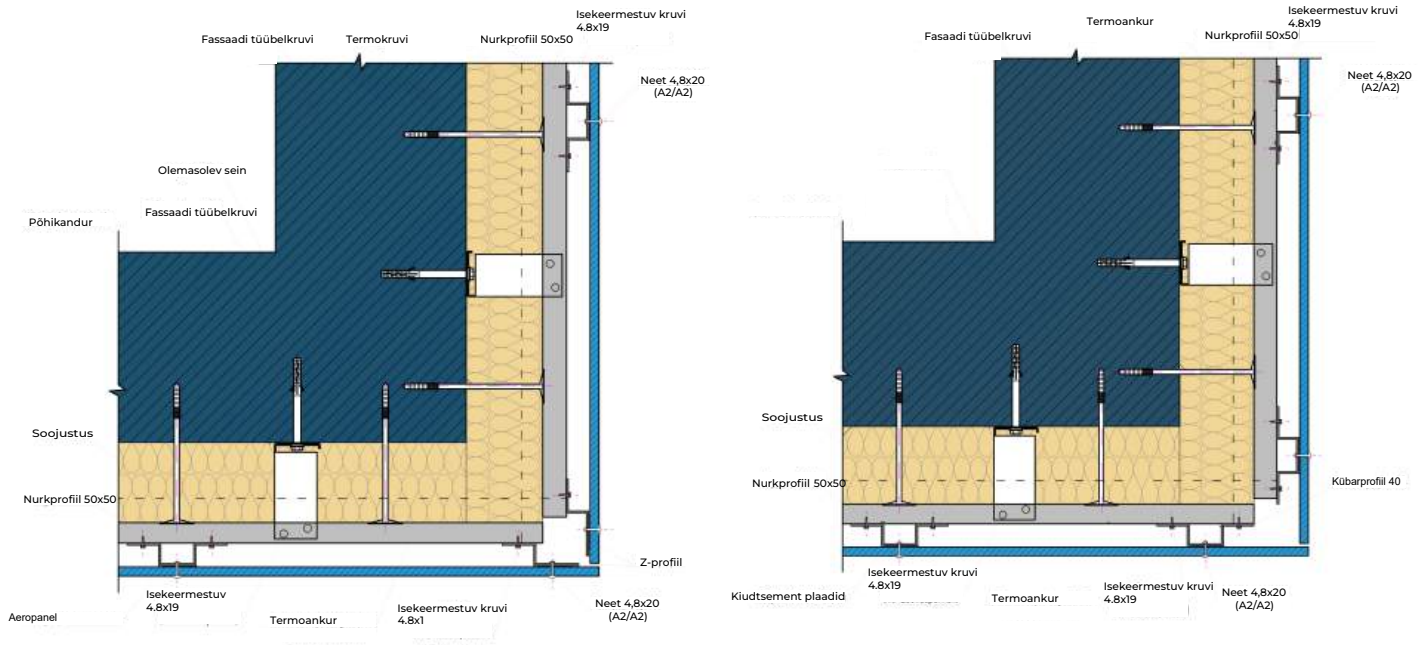 Isekeermestuv kruvi
4.8x19
Fassaadi tüübelkruvi
Termokruvi
Nurkprofiil 50x50
Neet 4,8x20
(A2/A2)
Olemasolev sein
Fassaadi tüübelkruvi
Põhikandur
Soojustus
Nurkprofiil 50x50
Z-profiil
Isekeermestuv
4.8x19
Aeropanel
Termoankur
Isekeermestuv kruvi
4.8x1
Neet 4,8x20
(A2/A2)
Isekeermestuv kruvi
4.8x19
Termoankur
Fasaadi tüübelkruvi
Nurkprofiil 50x50
Neet 4,8x20
(A2/A2)
Soojustus
Nurkprofiil 50x50
Kübarprofiil 40
Isekeermestuv kruvi
4.8x19
Kiudtsement plaadid
Termoankur
Isekeermestuv kruvi
4.8x19
Neet 4,8x20
(A2/A2)